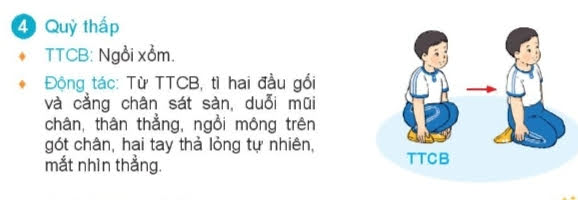 4 Quỳ thấp
♦ TTCB: Ngồi xổm.
♦ Động tác: Từ TTCB, tì hai đầu gối
và cẳng chân sát sàn, duỗi mũi
chân, thân thẳng, ngồi mông trên
gót chân, hai tay thả lỏng tự nhiên,
mắt nhìn thẳng.
TTCB